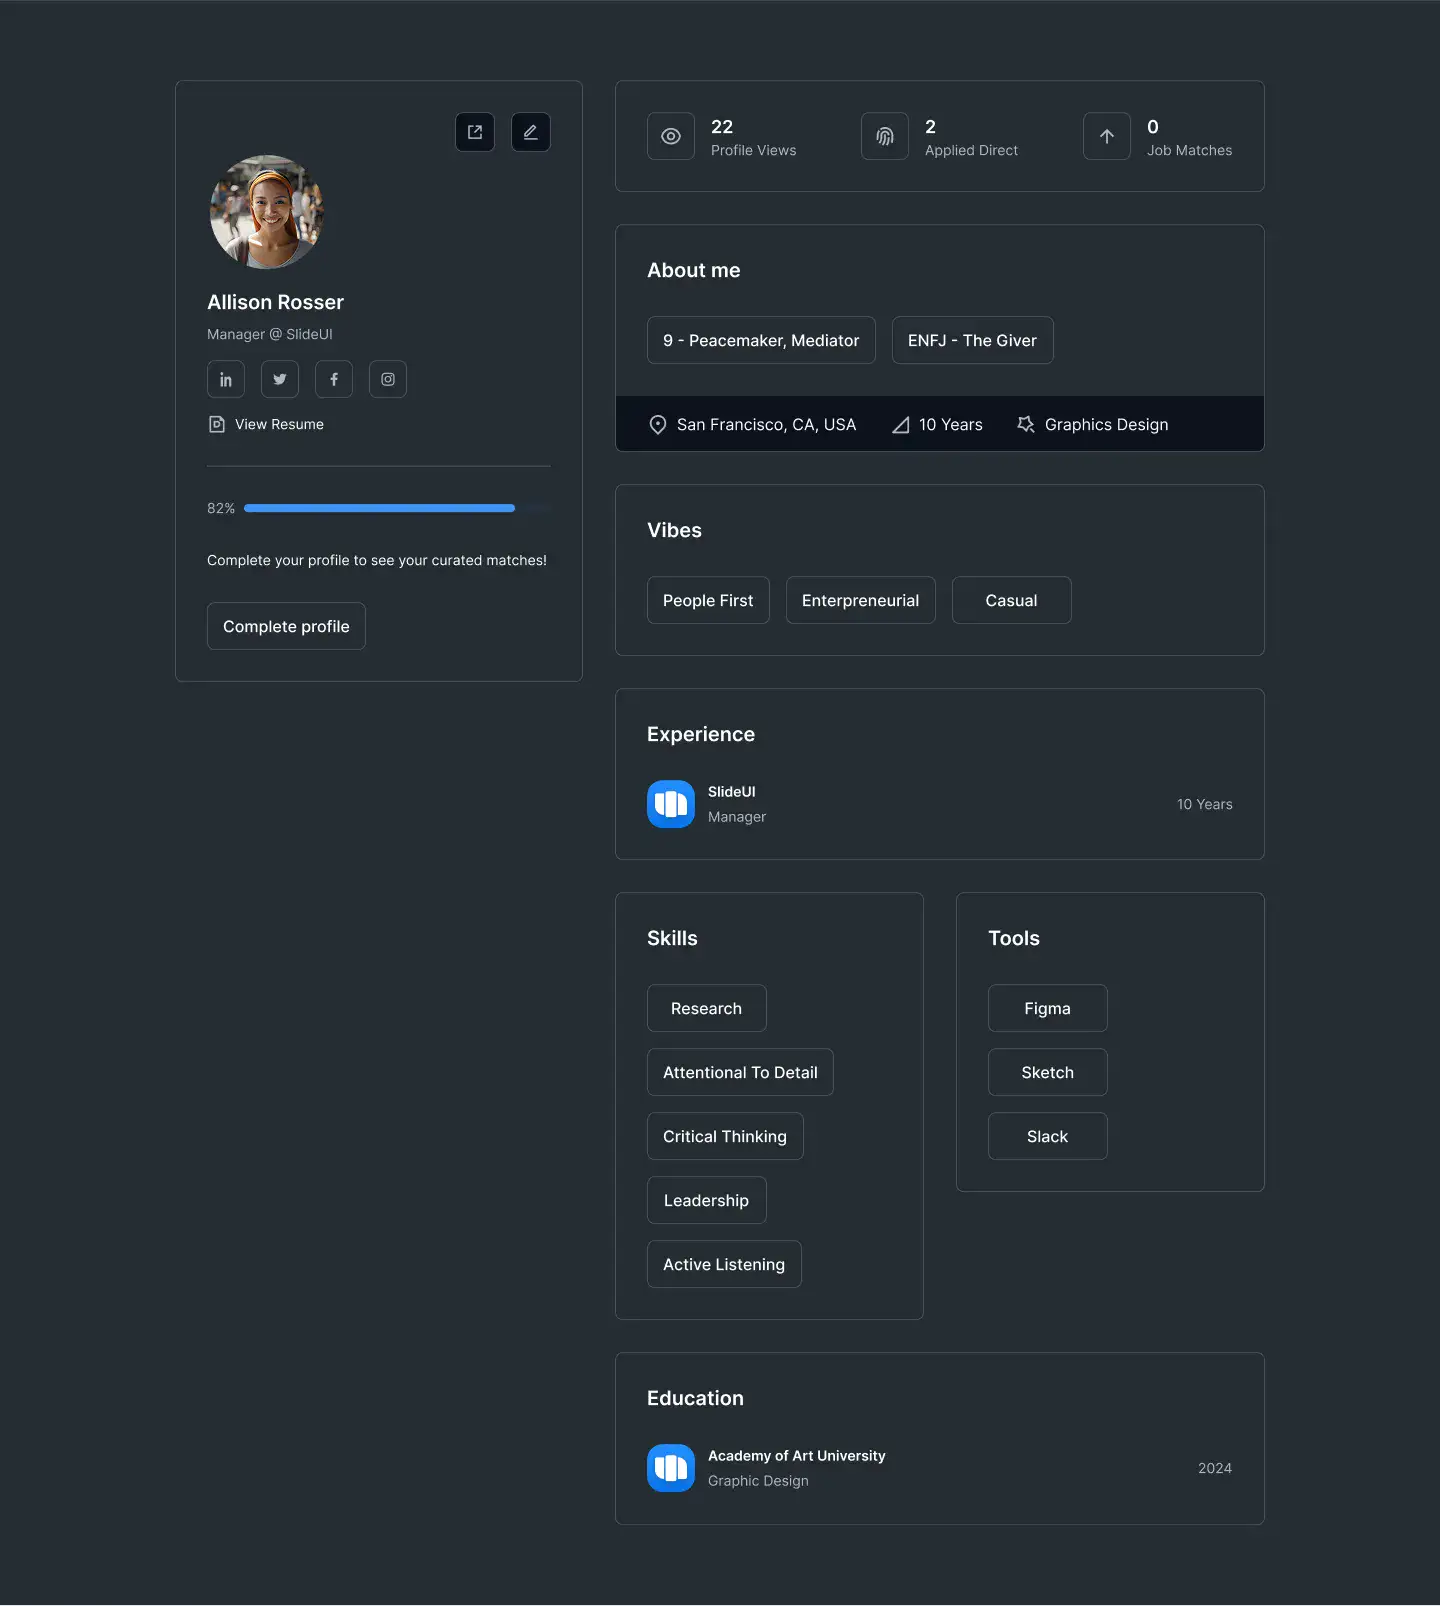 Allison Rosser
Manager @ SlideUI
View Resume
82%
Complete your profile to see your curated matches!
Complete profile
22
Profile Views
2
Applied Direct
0
Job Matches
About me
9 - Peacemaker, Mediator
ENFJ - The Giver
San Francisco, CA, USA
10 Years
Graphics Design
Vibes
People First
Enterpreneurial
Casual
Experience
SlideUI
Manager
10 Years
Skills
Research
Attentional To Detail
Critical Thinking
Leadership
Active Listening
Tools
Figma
Sketch
Slack
Education
Academy of Art University
Graphic Design
2024